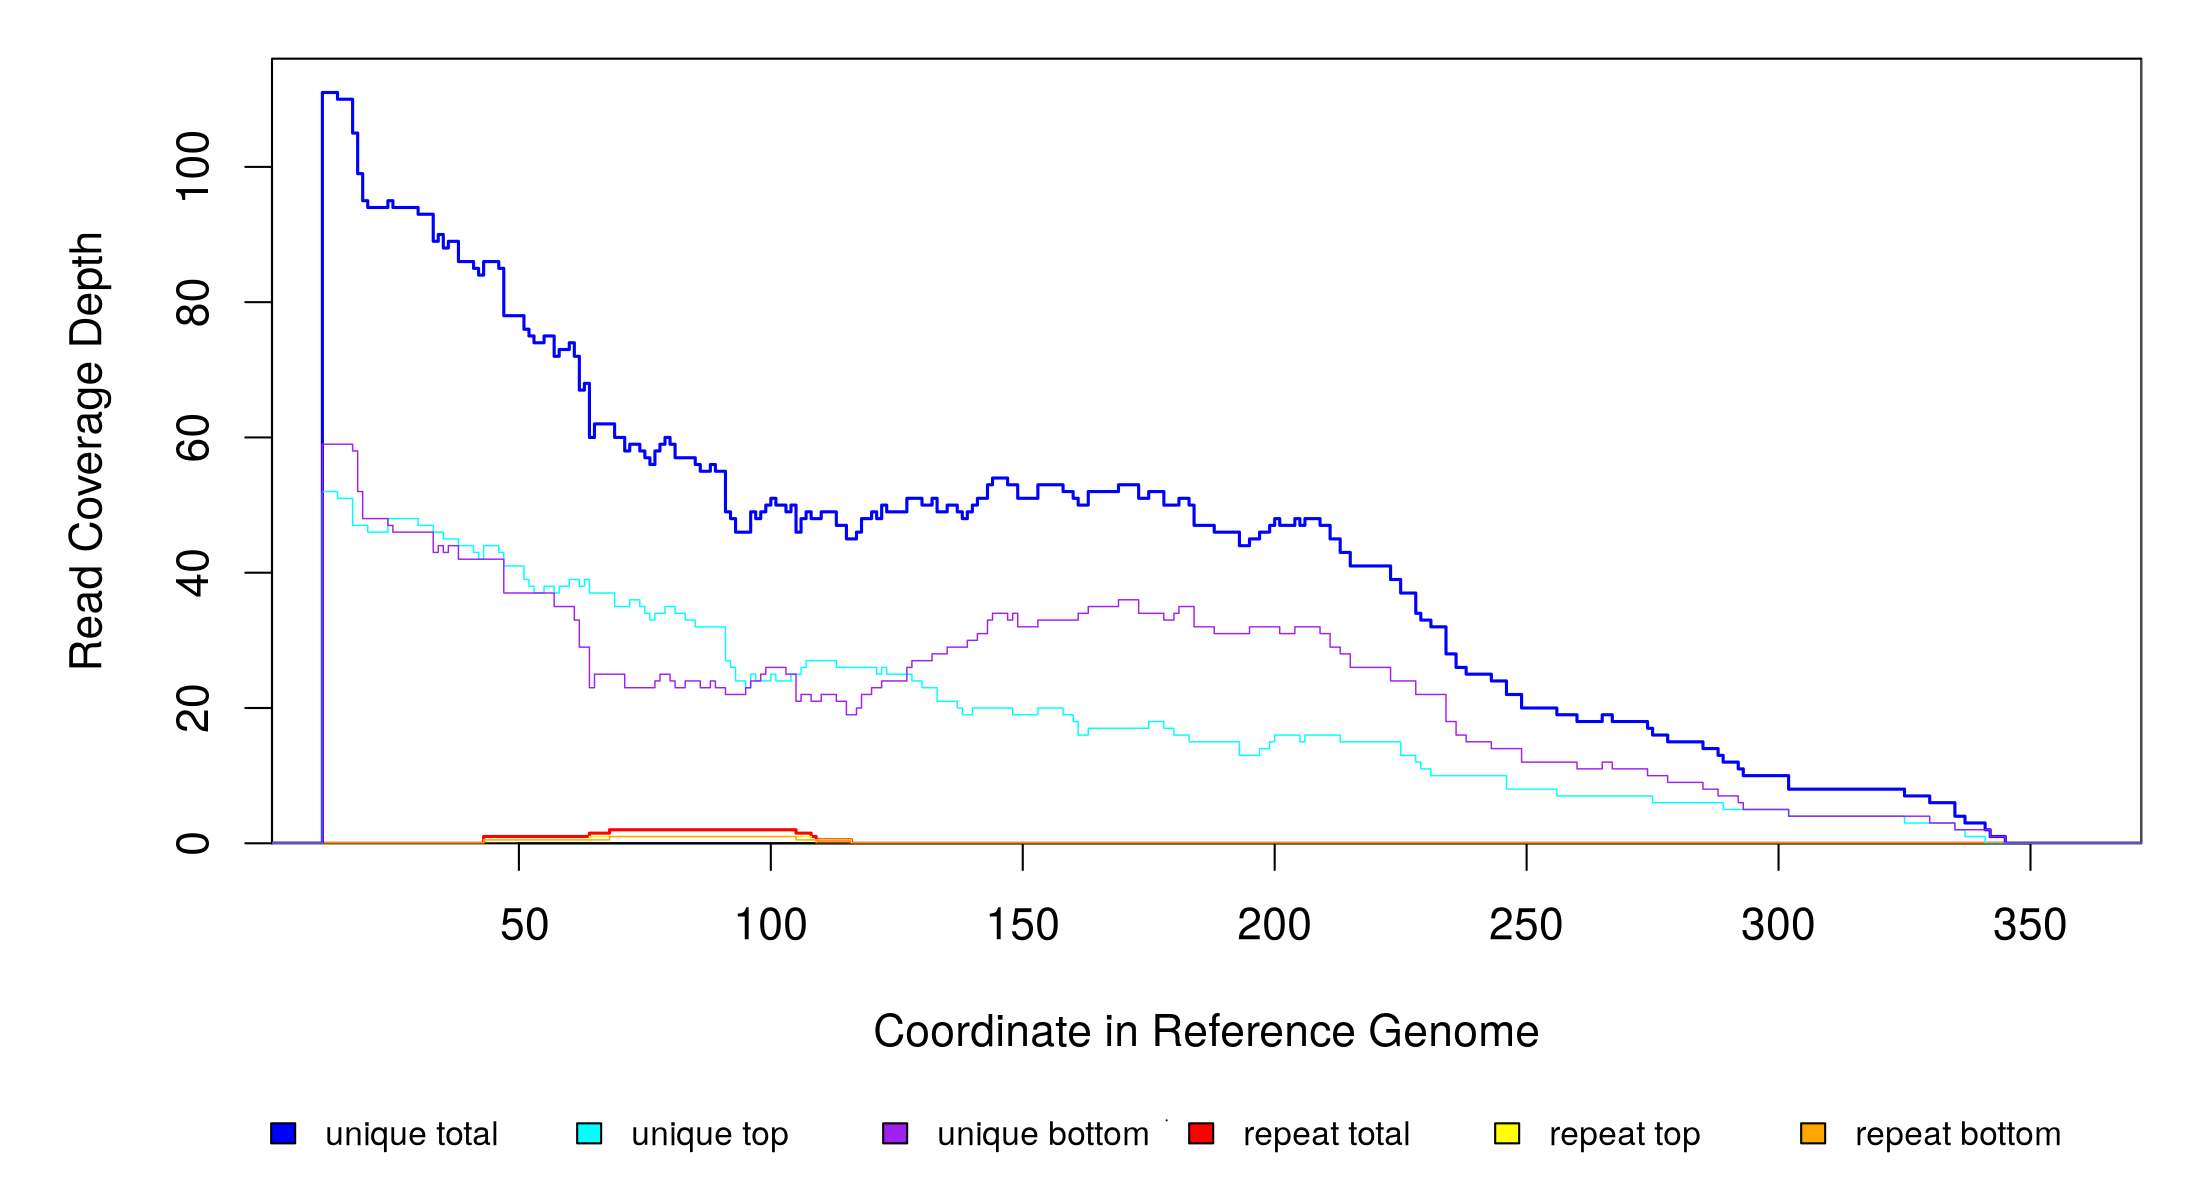 Read Coverage Depth
100
80
60
40
20
0
50 100 150 200 250 300 350
Coordinate in Reference Genome
unique total unique top unique bottom repeat total repeat top repeat bottom